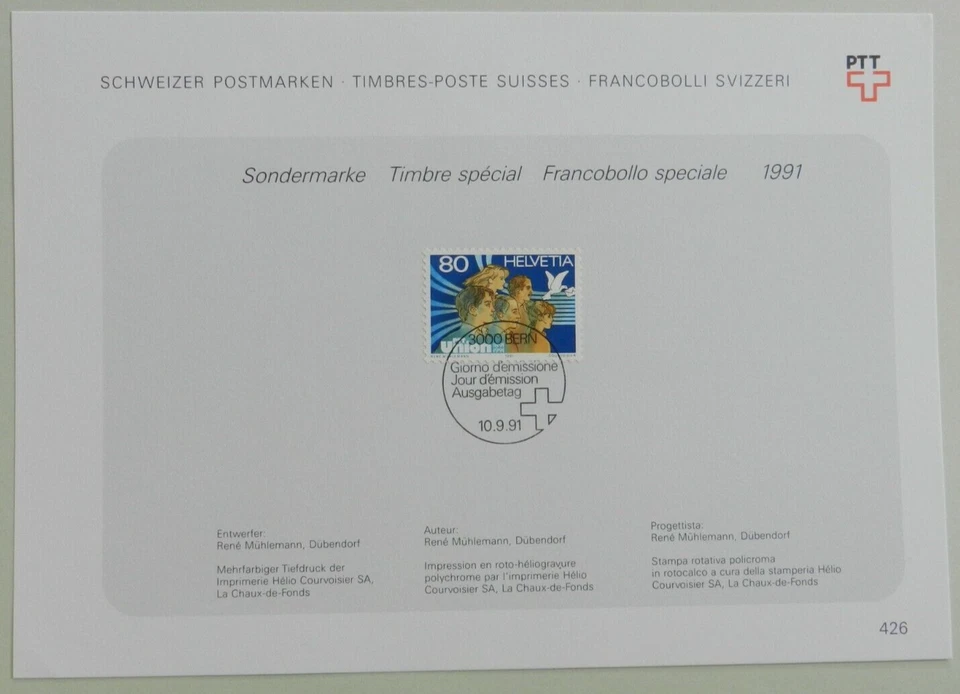 PTT
SCHWEIZER POSTMARKEN · TIMBRES-POSTE SUISSES · FRANCOBOLLI SVIZZERI
Sondermarke Timbre spécial Francobollo speciale 1991
80 HELVETIA
union
3000 BERN
Giorno d'emissione
Jour d'émission
Ausgabetag
10.9.91
Entwerfer:
René Mühlemann, Dübendorf
Mehrfarbiger Tiefdruck der
Imprimerie Hélio Courvoisier SA,
La Chaux-de-Fonds
Auteur:
René Mühlemann, Dübendorf
Impression en roto-héliogravure
polychrome par l'imprimerie Hélio
Courvoisier SA, La Chaux-de-Fonds
Progettista:
René Mühlemann, Dübendorf
Stampa rotativa policroma
in rotocalco a cura della stamperia Hélio
Courvoisier SA, La Chaux-de-Fonds
426